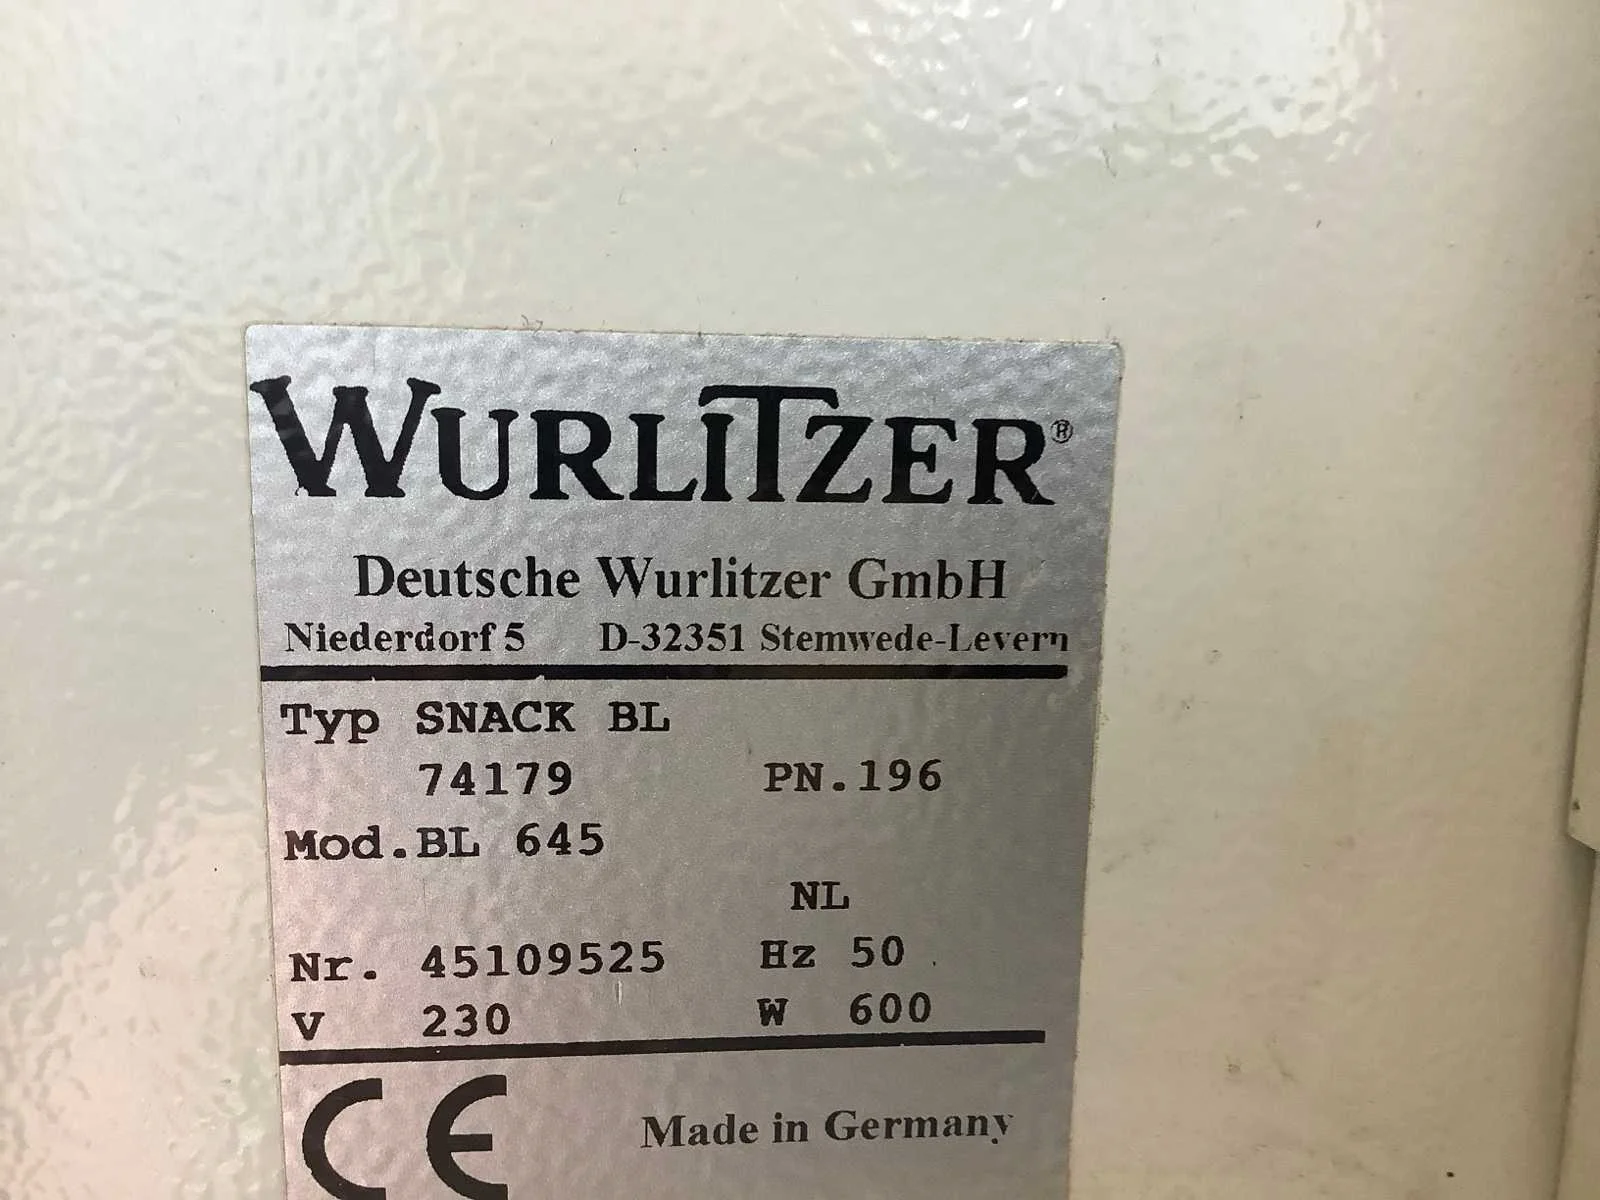 WURLiTZER®
Deutsche Wurlitzer GmbH
Niederdorf 5 D-32351 Stemwede-Levern
Typ SNACK BL
74179 PN.196
Mod.BL 645
NL
Nr. 45109525 Hz 50
V 230 W 600
CE Made in Germany